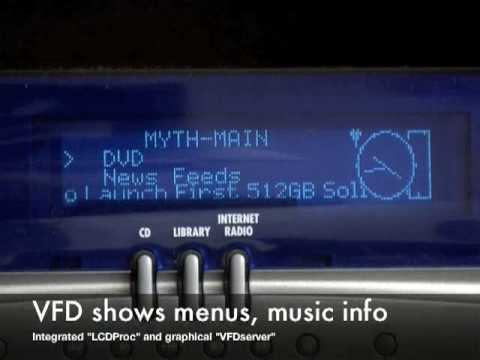 MYTH-MAIN
> DVD
News Feeds
o Launch First 512GB Soli
CD LIBRARY INTERNET RADIO
VFD shows menus, music info
Integrated "LCDProc" and graphical "VFDserver"